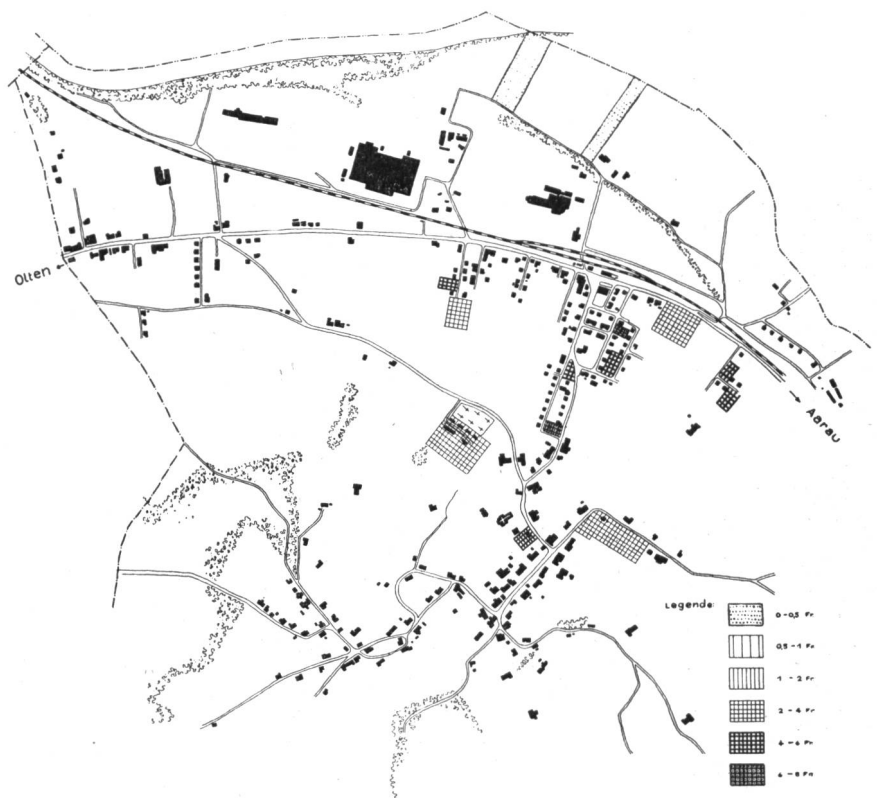 Olten
Aarau
Legende:
0-0,5 Fr
0,5-1 Fr
1-2 Fr
2-4 Fr
4-6 Fr
6-8 Fr